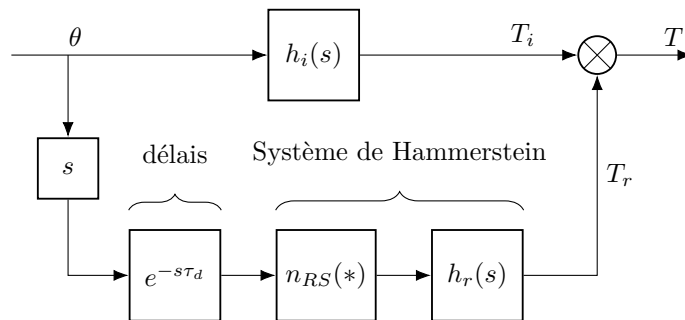 θ
h_i(s)
T_i
T
s
délais
Système de Hammerstein
T_r
e^{-sτ_d}
n_{RS}(*)
h_r(s)